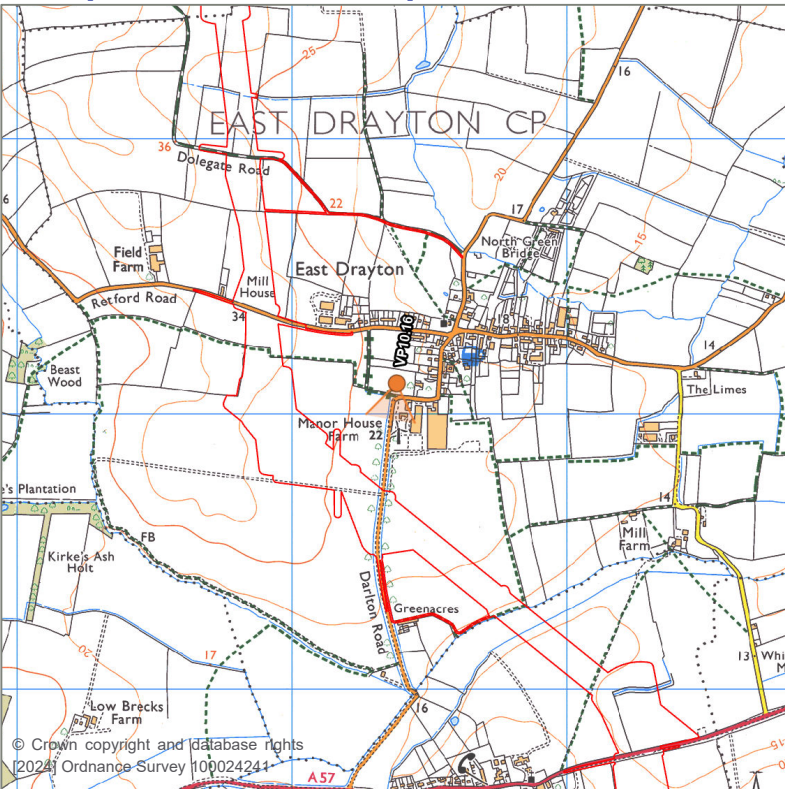 16
25
EAST DRAYTON CP
36
Dolegate Road
20
22
17
6
North Green
Bridge
15
Field
Farm
East Drayton
Mill
House
Retford Road
34
18
VP10.16
14
Beast
Wood
The Limes
Manor House
Farm 22
e's Plantation
14
Mill
Farm
FB
Kirke's Ash
Holt
Darlton Road
Greenacres
17
20
13
Whi
M
16
Low Brecks
Farm
© Crown copyright and database rights
[2024] Ordnance Survey 100024241
A57
15